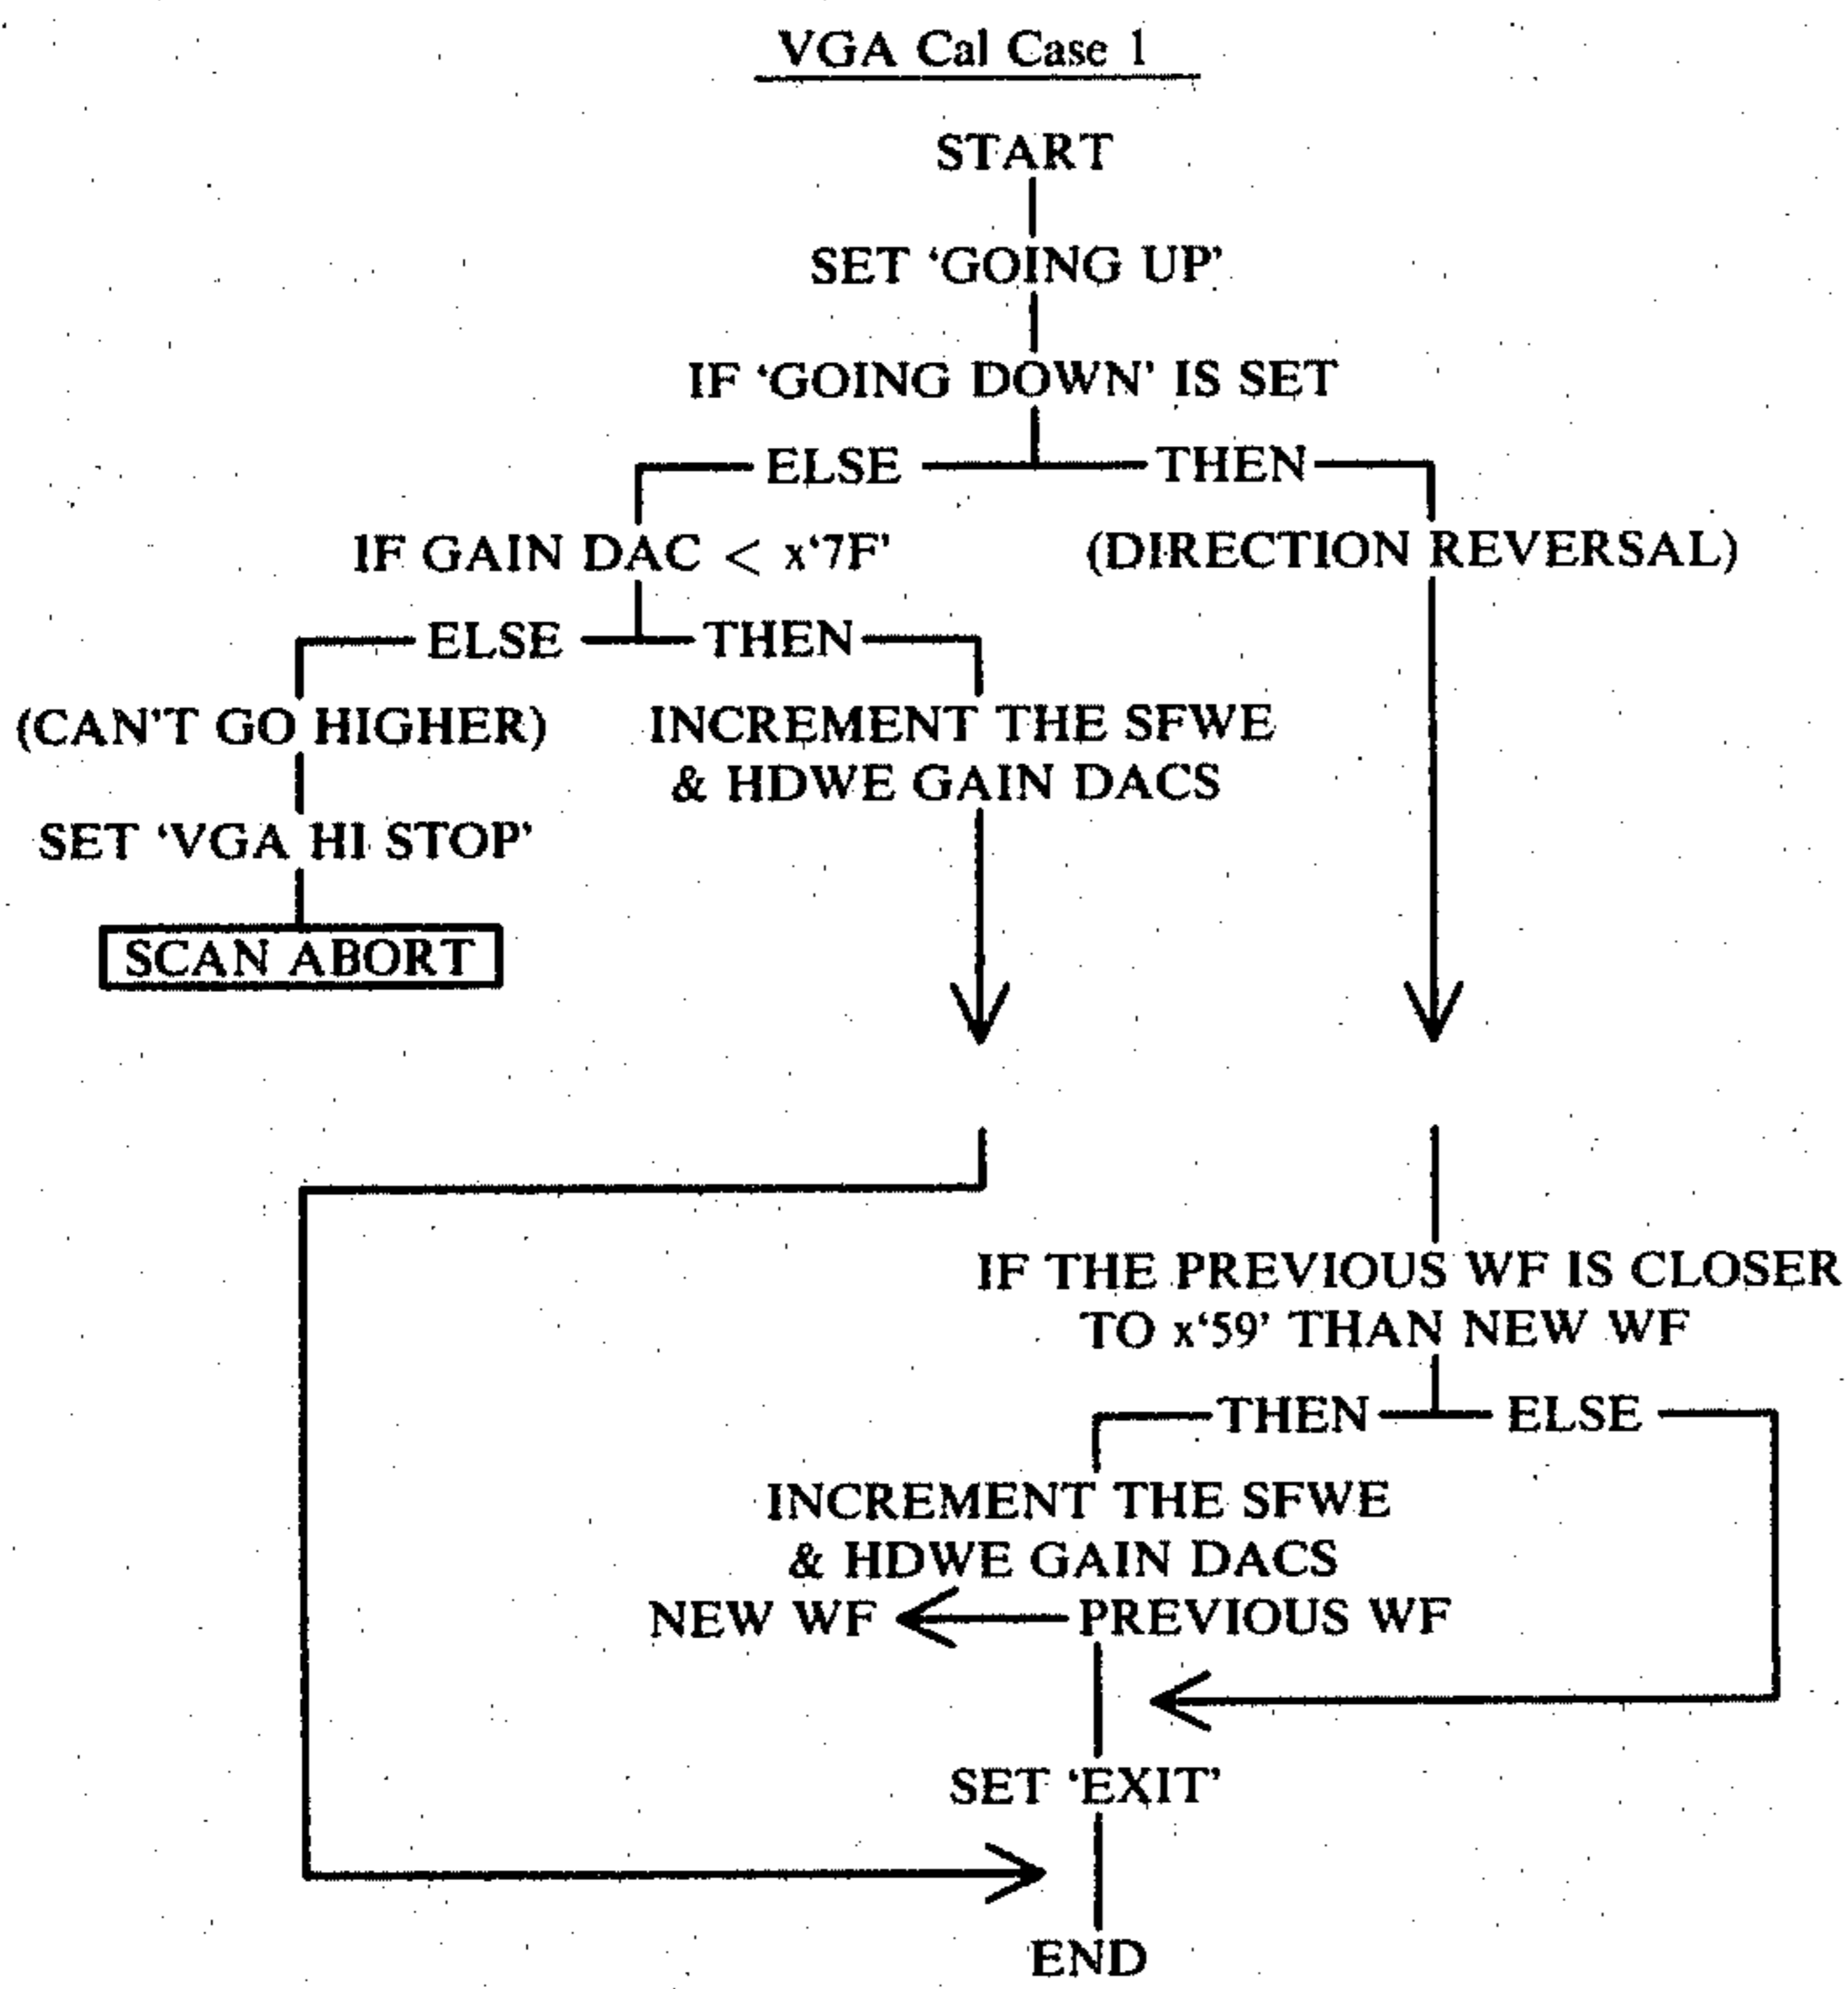 VGA Cal Case 1
START
SET ‘GOING UP’
IF ‘GOING DOWN’ IS SET
ELSE THEN
IF GAIN DAC < x‘7F’ (DIRECTION REVERSAL)
ELSE THEN
(CAN'T GO HIGHER) INCREMENT THE SFWE
& HDWE GAIN DACS
SET ‘VGA HI STOP’
SCAN ABORT
IF THE PREVIOUS WF IS CLOSER
TO x‘59’ THAN NEW WF
THEN ELSE
INCREMENT THE SFWE
& HDWE GAIN DACS
NEW WF PREVIOUS WF
SET ‘EXIT’
END